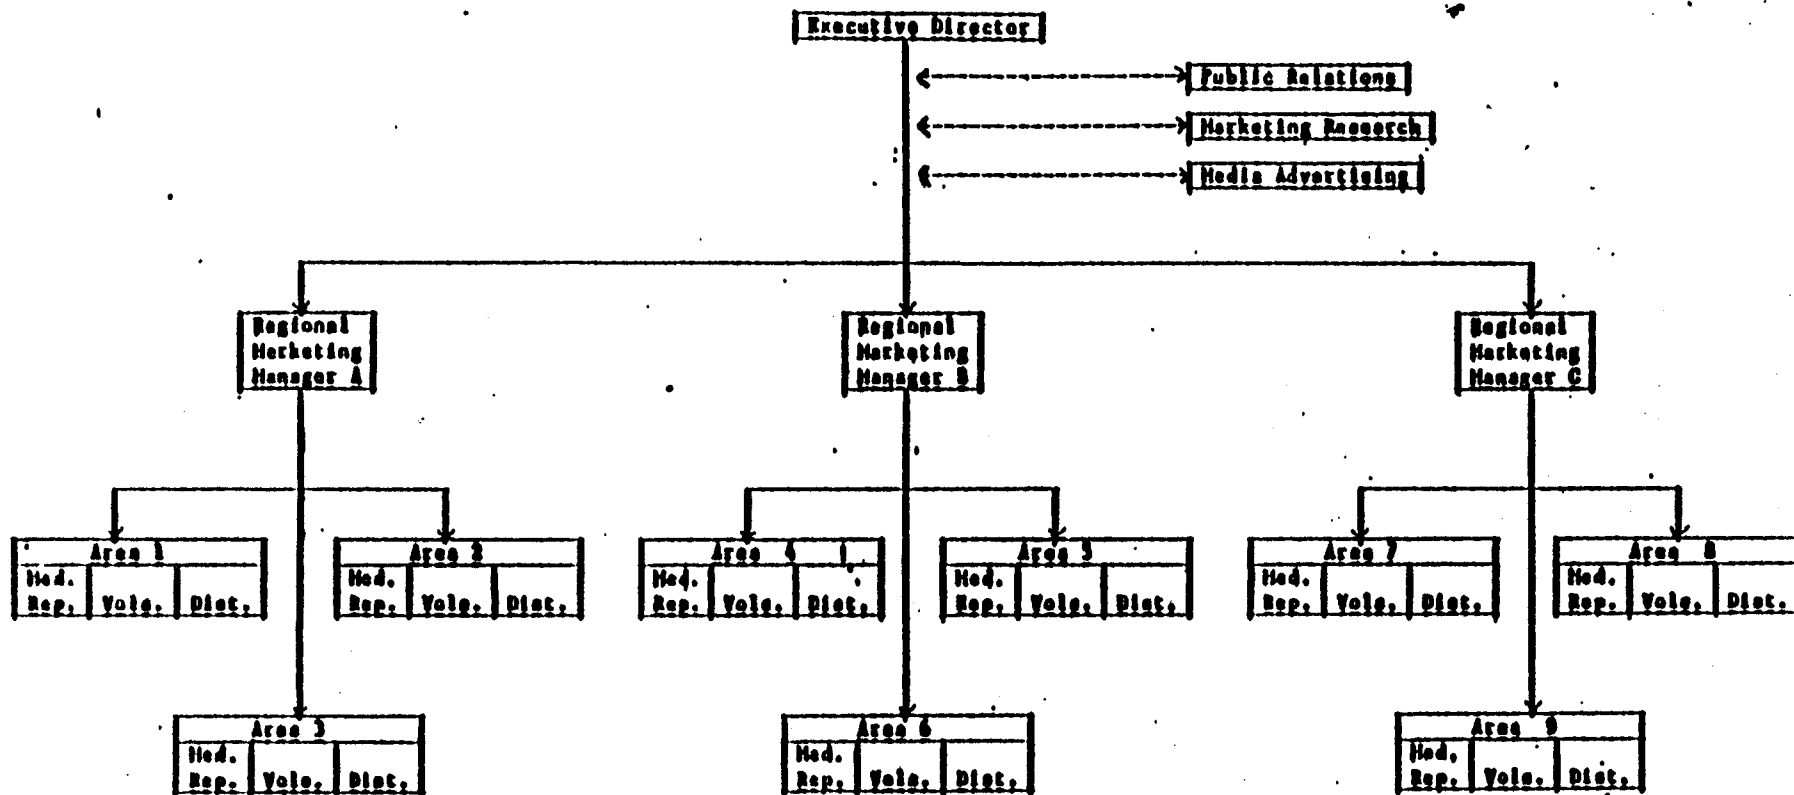 Executive Director
Public Relations
Marketing Research
Media Advertising
Regional
Marketing
Manager A
Regional
Marketing
Manager B
Regional
Marketing
Manager C
Area 1
Med.
Rep. Vols. Dist.
Area 2
Med.
Rep. Vols. Dist.
Area 4
Med.
Rep. Vols. Dist.
Area 5
Med.
Rep. Vols. Dist.
Area 7
Med.
Rep. Vols. Dist.
Area 8
Med.
Rep. Vols. Dist.
Area 3
Med.
Rep. Vols. Dist.
Area 6
Med.
Rep. Vols. Dist.
Area 9
Med.
Rep. Vols. Dist.